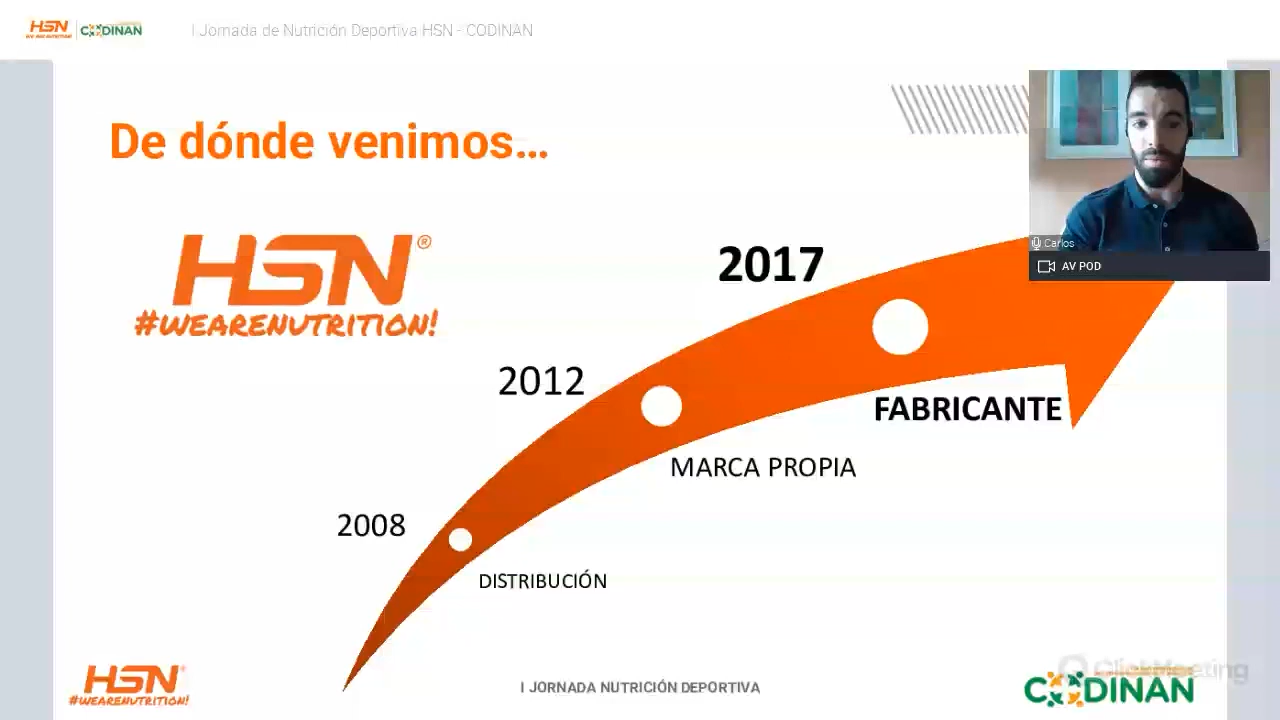 HSN
CODINAN
I Jornada de Nutrición Deportiva HSN - CODINAN
De dónde venimos...
HSN®
#WEARENUTRITION!
Carlos
AV POD
2017
2012
FABRICANTE
MARCA PROPIA
2008
DISTRIBUCIÓN
HSN
#WEARENUTRITION!
I JORNADA NUTRICIÓN DEPORTIVA
ClickMeeting
CODINAN